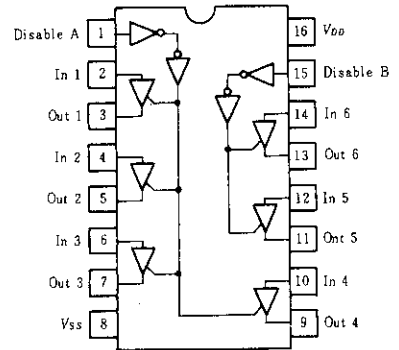 Disable A 1
In 1 2
Out 1 3
In 2 4
Out 2 5
In 3 6
Out 3 7
VSS 8
16 VDD
15 Disable B
14 In 6
13 Out 6
12 In 5
11 Ont 5
10 In 4
9 Out 4